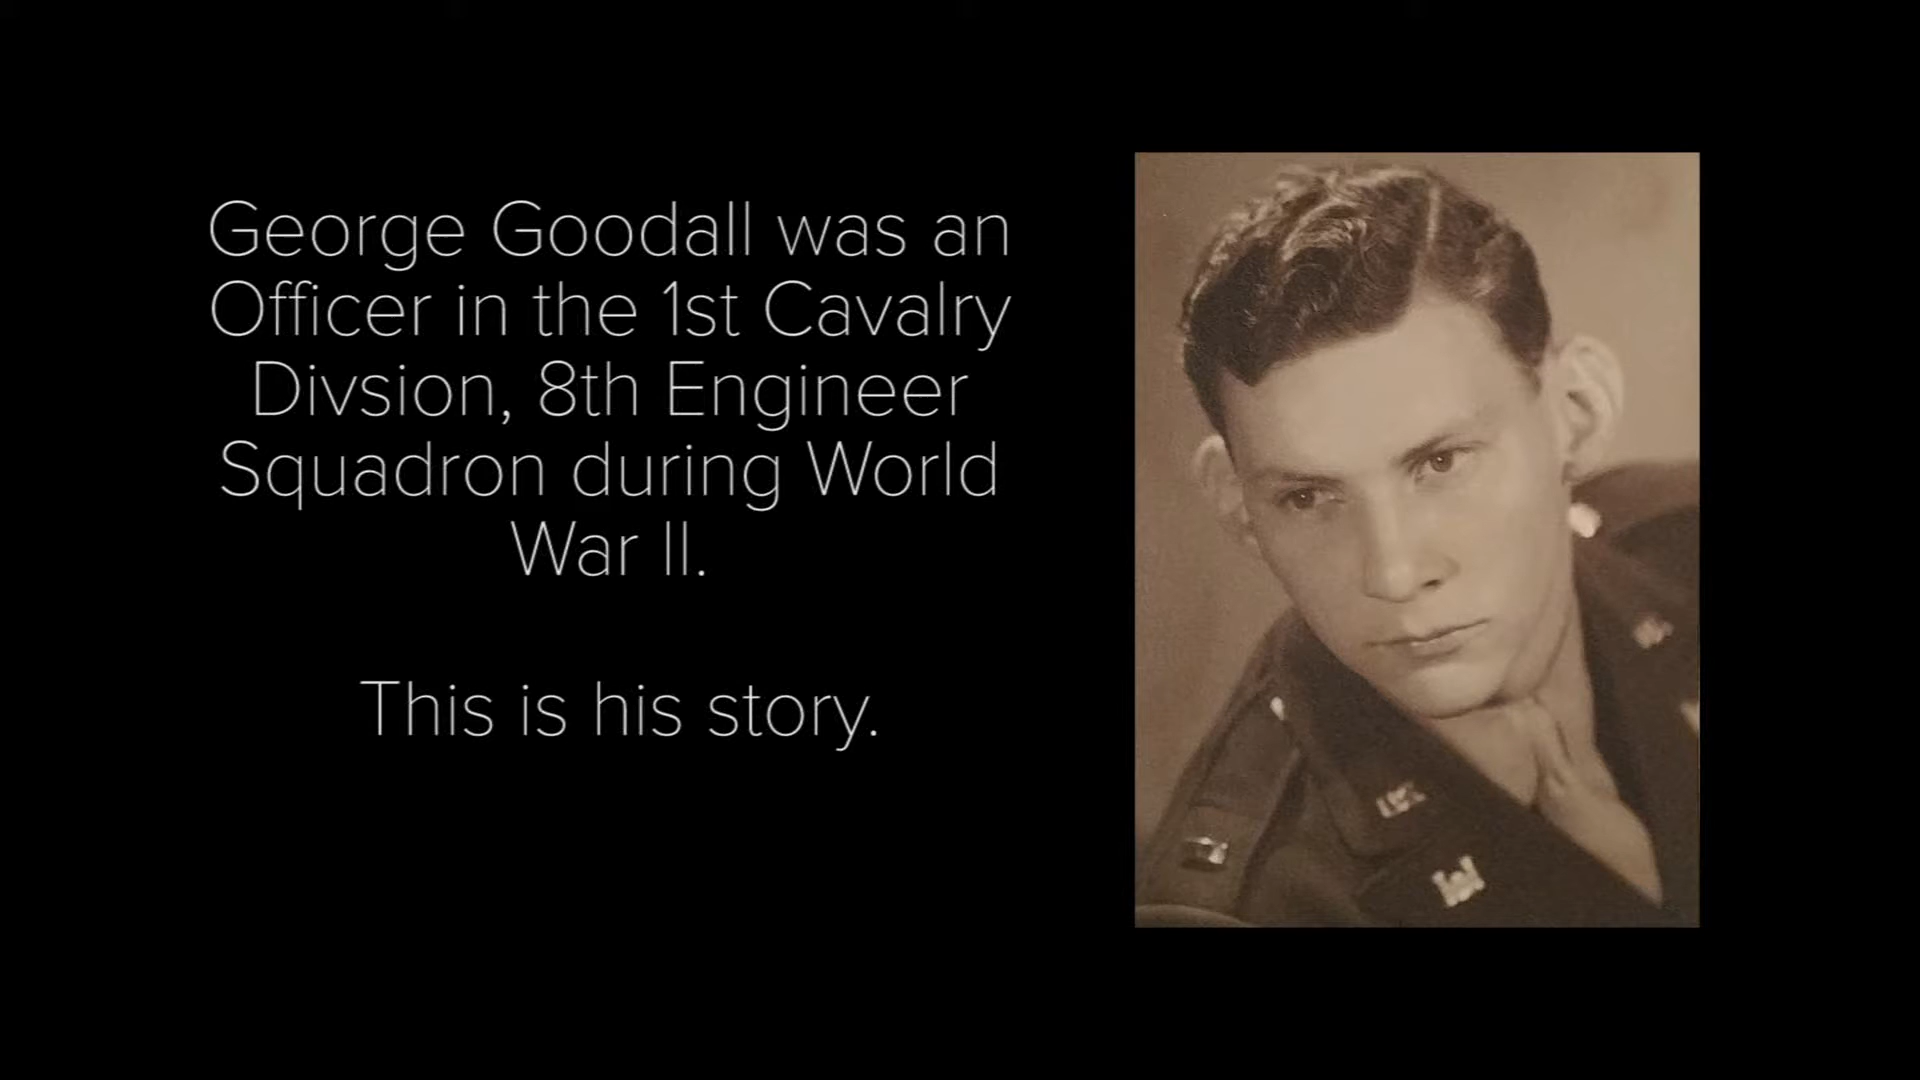 George Goodall was an
Officer in the 1st Cavalry
Divsion, 8th Engineer
Squadron during World
War II.
This is his story.